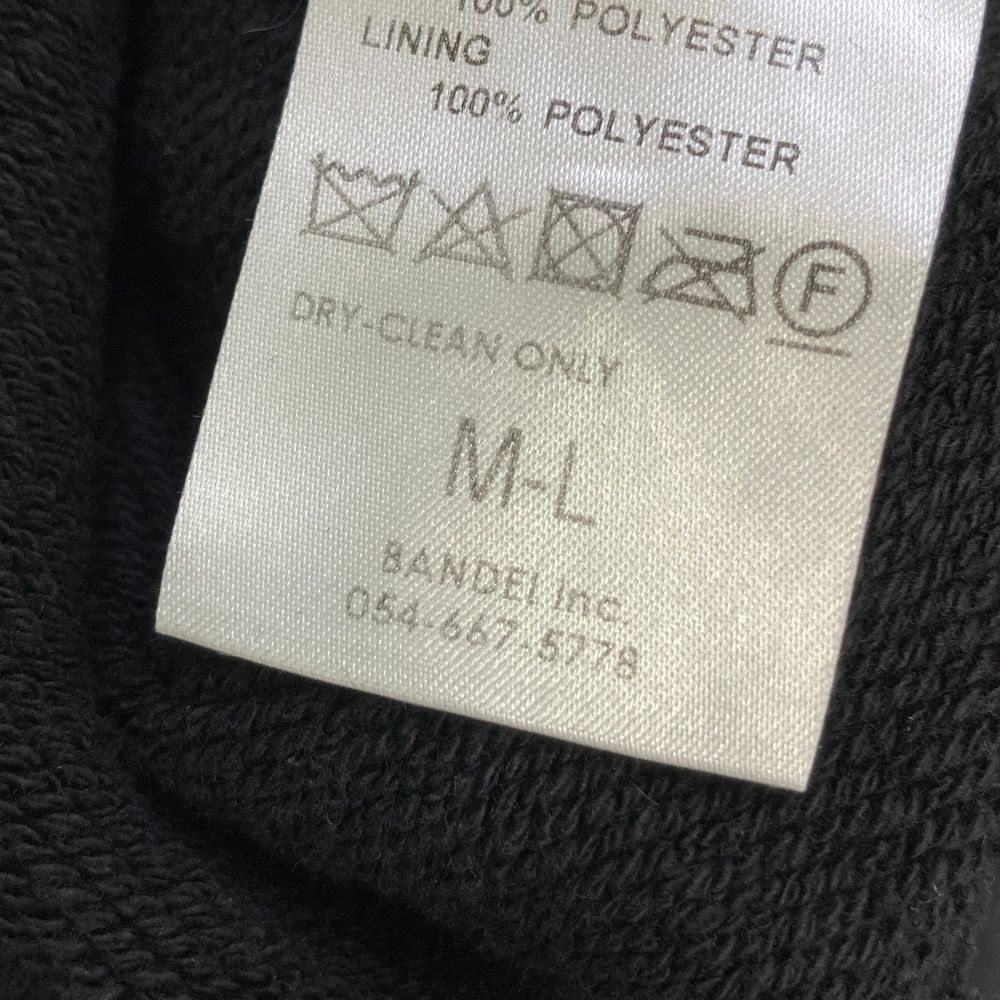 100% POLYESTER
LINING
100% POLYESTER
F
DRY-CLEAN ONLY
M-L
BANDEL Inc.
054-667-5778